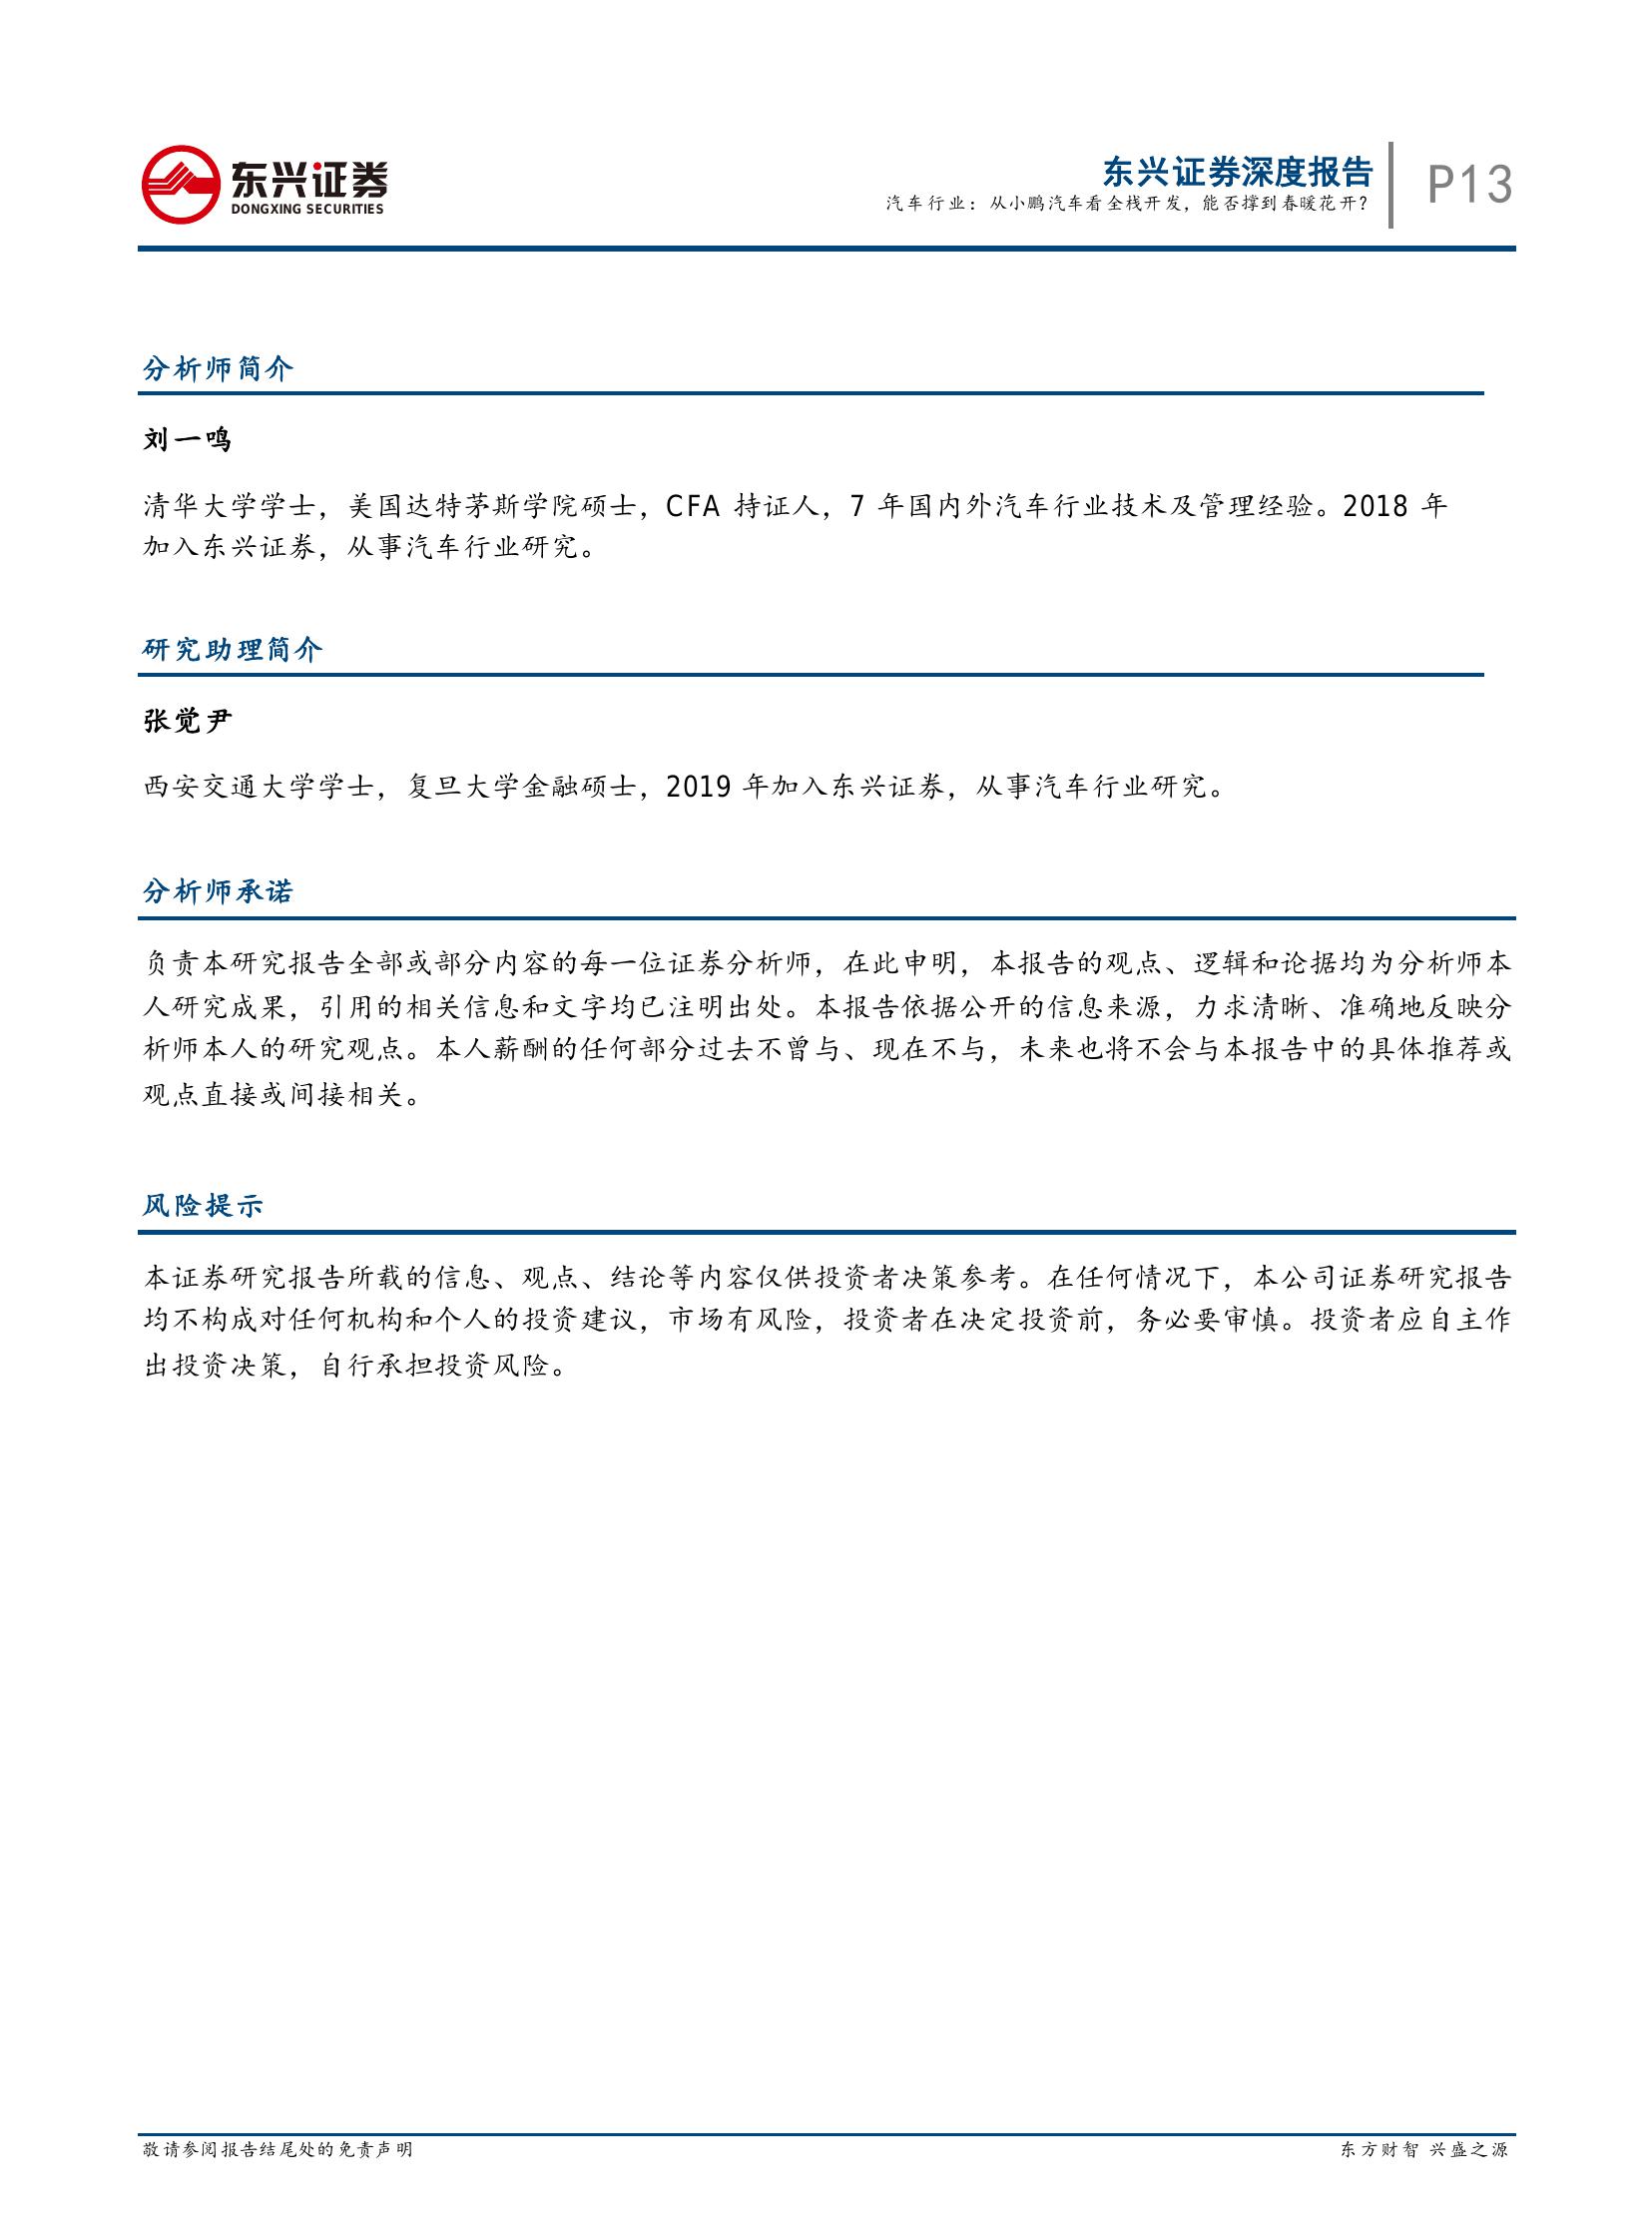 东兴证券
DONGXING SECURITIES
东兴证券深度报告
汽车行业：从小鹏汽车看全栈开发，能否撑到春暖花开？
P13
分析师简介
刘一鸣
清华大学学士，美国达特茅斯学院硕士，CFA 持证人，7 年国内外汽车行业技术及管理经验。2018 年
加入东兴证券，从事汽车行业研究。
研究助理简介
张觉尹
西安交通大学学士，复旦大学金融硕士，2019 年加入东兴证券，从事汽车行业研究。
分析师承诺
负责本研究报告全部或部分内容的每一位证券分析师，在此申明，本报告的观点、逻辑和论据均为分析师本
人研究成果，引用的相关信息和文字均已注明出处。本报告依据公开的信息来源，力求清晰、准确地反映分
析师本人的研究观点。本人薪酬的任何部分过去不曾与、现在不与，未来也将不会与本报告中的具体推荐或
观点直接或间接相关。
风险提示
本证券研究报告所载的信息、观点、结论等内容仅供投资者决策参考。在任何情况下，本公司证券研究报告
均不构成对任何机构和个人的投资建议，市场有风险，投资者在决定投资前，务必要审慎。投资者应自主作
出投资决策，自行承担投资风险。
敬请参阅报告结尾处的免责声明
东方财智 兴盛之源